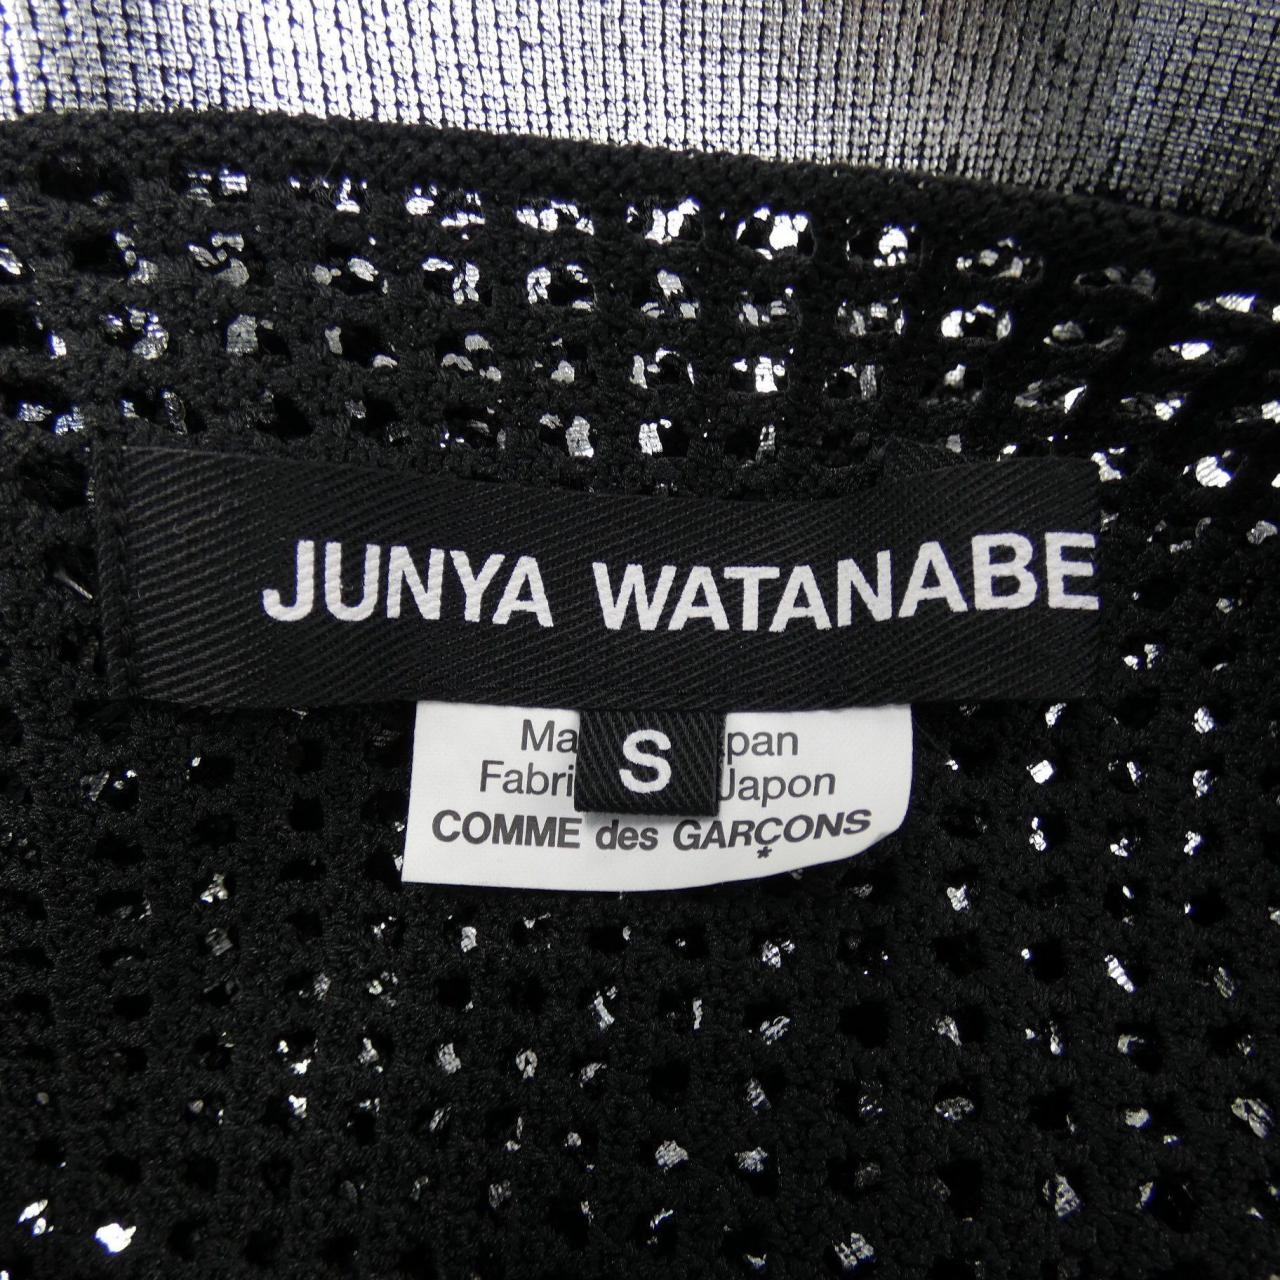 JUNYA WATANABE
S
Ma pan
Fabri Japon
COMME des GARÇONS
*